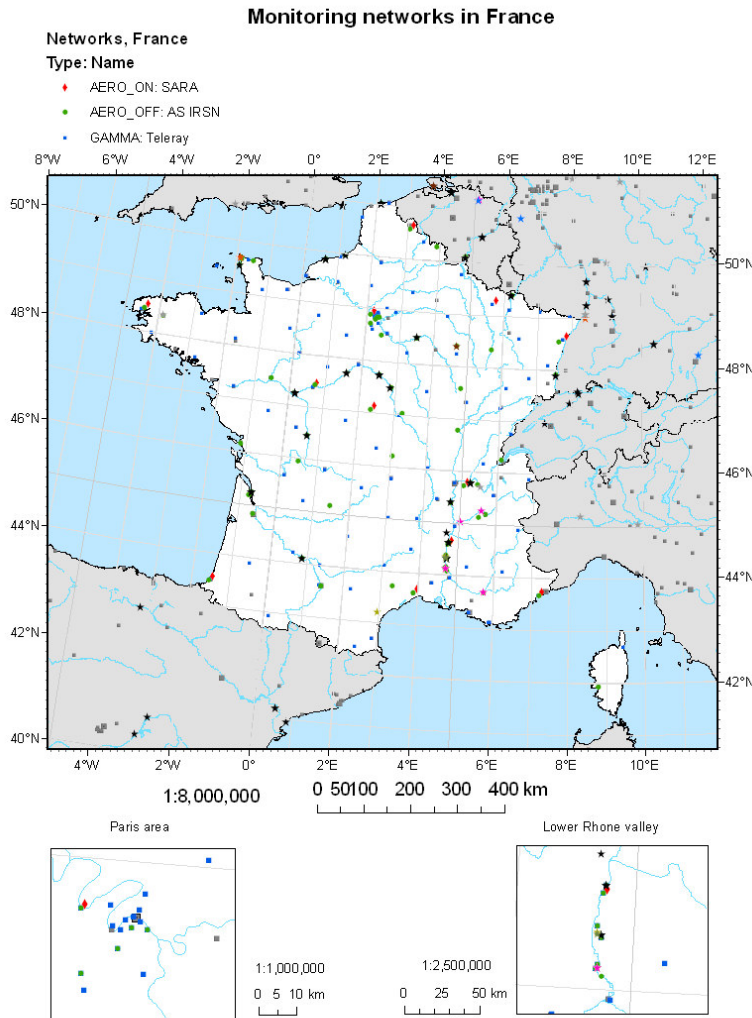 Monitoring networks in France
Networks, France
Type: Name
AERO_ON: SARA
AERO_OFF: AS IRSN
GAMMA: Teleray
8°W 6°W 4°W 2°W 0°E 2°E 4°E 6°E 8°E 10°E 12°E
50°N
50°N
48°N
48°N
46°N
46°N
44°N
44°N
42°N
42°N
40°N
4°W 2°W 0° 2°E 4°E 6°E 8°E 10°E
1:8,000,000
0 50100 200 300 400 km
Paris area
Lower Rhone valley
1:1,000,000
1:2,500,000
0 5 10 km
0 25 50 km